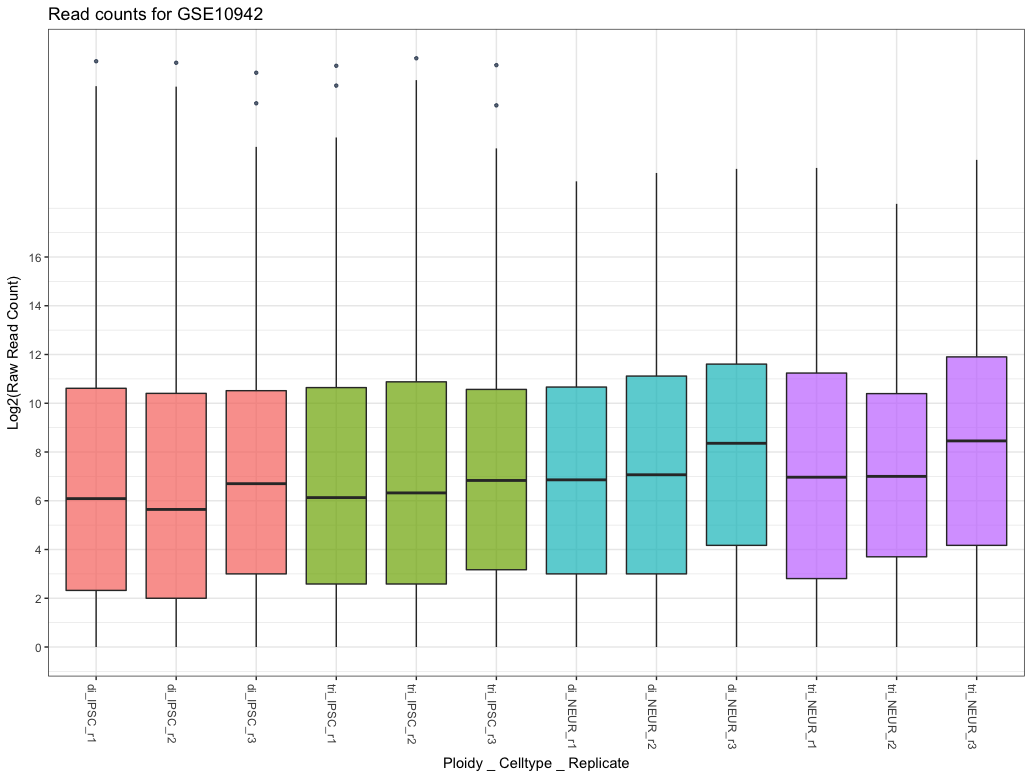 Read counts for GSE10942
Log2(Raw Read Count)
16
14
12
10
8
6
4
2
0
di_IPSC_r1
di_IPSC_r2
di_IPSC_r3
tri_IPSC_r1
tri_IPSC_r2
tri_IPSC_r3
di_NEUR_r1
di_NEUR_r2
di_NEUR_r3
tri_NEUR_r1
tri_NEUR_r2
tri_NEUR_r3
Ploidy _ Celltype _ Replicate